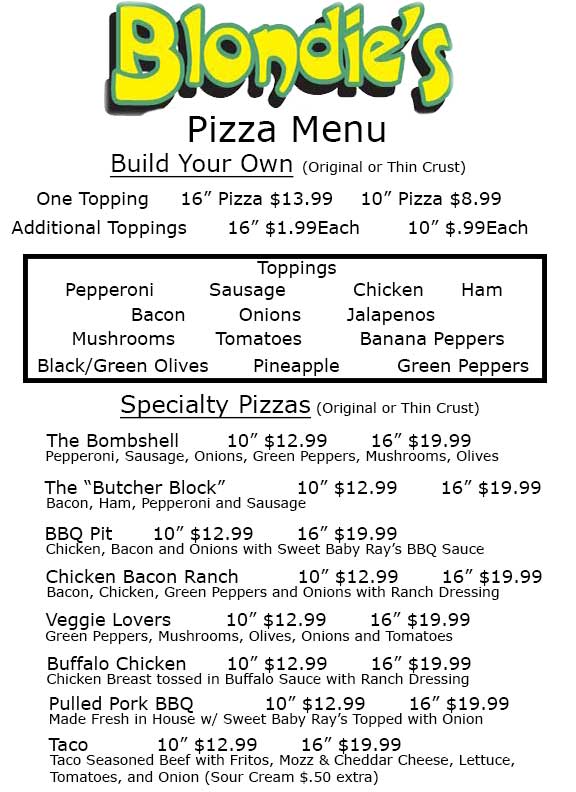 Blondie's
Pizza Menu
Build Your Own (Original or Thin Crust)
One Topping 16” Pizza $13.99 10” Pizza $8.99
Additional Toppings 16” $1.99Each 10” $.99Each
Toppings
Pepperoni Sausage Chicken Ham
Bacon Onions Jalapenos
Mushrooms Tomatoes Banana Peppers
Black/Green Olives Pineapple Green Peppers
Specialty Pizzas (Original or Thin Crust)
The Bombshell 10” $12.99 16” $19.99
Pepperoni, Sausage, Onions, Green Peppers, Mushrooms, Olives
The “Butcher Block” 10” $12.99 16” $19.99
Bacon, Ham, Pepperoni and Sausage
BBQ Pit 10” $12.99 16” $19.99
Chicken, Bacon and Onions with Sweet Baby Ray’s BBQ Sauce
Chicken Bacon Ranch 10” $12.99 16” $19.99
Bacon, Chicken, Green Peppers and Onions with Ranch Dressing
Veggie Lovers 10” $12.99 16” $19.99
Green Peppers, Mushrooms, Olives, Onions and Tomatoes
Buffalo Chicken 10” $12.99 16” $19.99
Chicken Breast tossed in Buffalo Sauce with Ranch Dressing
Pulled Pork BBQ 10” $12.99 16” $19.99
Made Fresh in House w/ Sweet Baby Ray’s Topped with Onion
Taco 10” $12.99 16” $19.99
Taco Seasoned Beef with Fritos, Mozz & Cheddar Cheese, Lettuce,
Tomatoes, and Onion (Sour Cream $.50 extra)